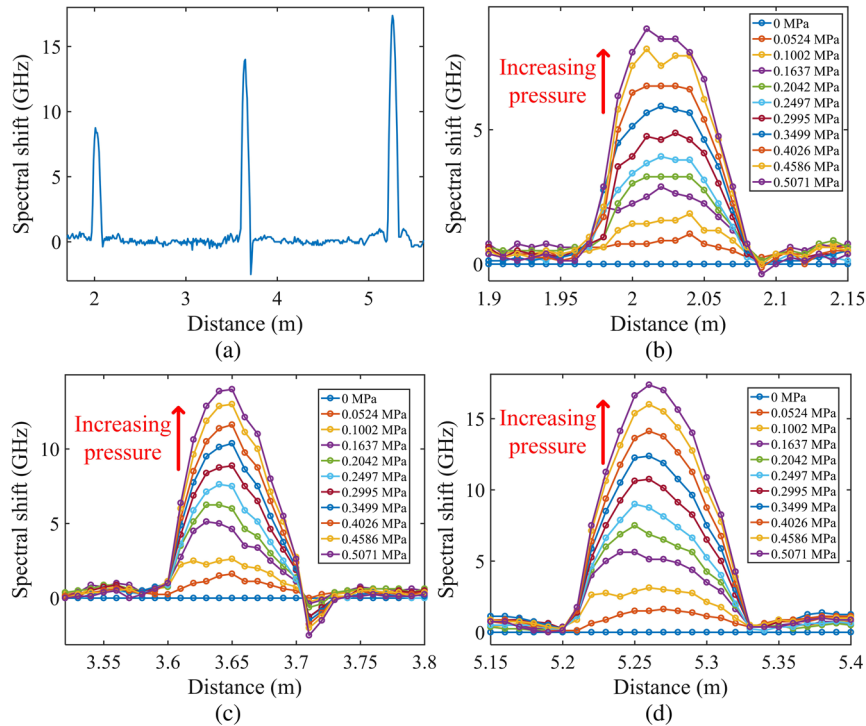 15
10
5
0
2
3
4
5
Spectral shift (GHz)
Distance (m)
(a)
5
0
1.9
1.95
2
2.05
2.1
2.15
Spectral shift (GHz)
Distance (m)
Increasing
pressure
0 MPa
0.0524 MPa
0.1002 MPa
0.1637 MPa
0.2042 MPa
0.2497 MPa
0.2995 MPa
0.3499 MPa
0.4026 MPa
0.4586 MPa
0.5071 MPa
(b)
10
5
0
3.55
3.6
3.65
3.7
3.75
3.8
Spectral shift (GHz)
Distance (m)
Increasing
pressure
0 MPa
0.0524 MPa
0.1002 MPa
0.1637 MPa
0.2042 MPa
0.2497 MPa
0.2995 MPa
0.3499 MPa
0.4026 MPa
0.4586 MPa
0.5071 MPa
(c)
15
10
5
0
5.15
5.2
5.25
5.3
5.35
5.4
Spectral shift (GHz)
Distance (m)
Increasing
pressure
0 MPa
0.0524 MPa
0.1002 MPa
0.1637 MPa
0.2042 MPa
0.2497 MPa
0.2995 MPa
0.3499 MPa
0.4026 MPa
0.4586 MPa
0.5071 MPa
(d)